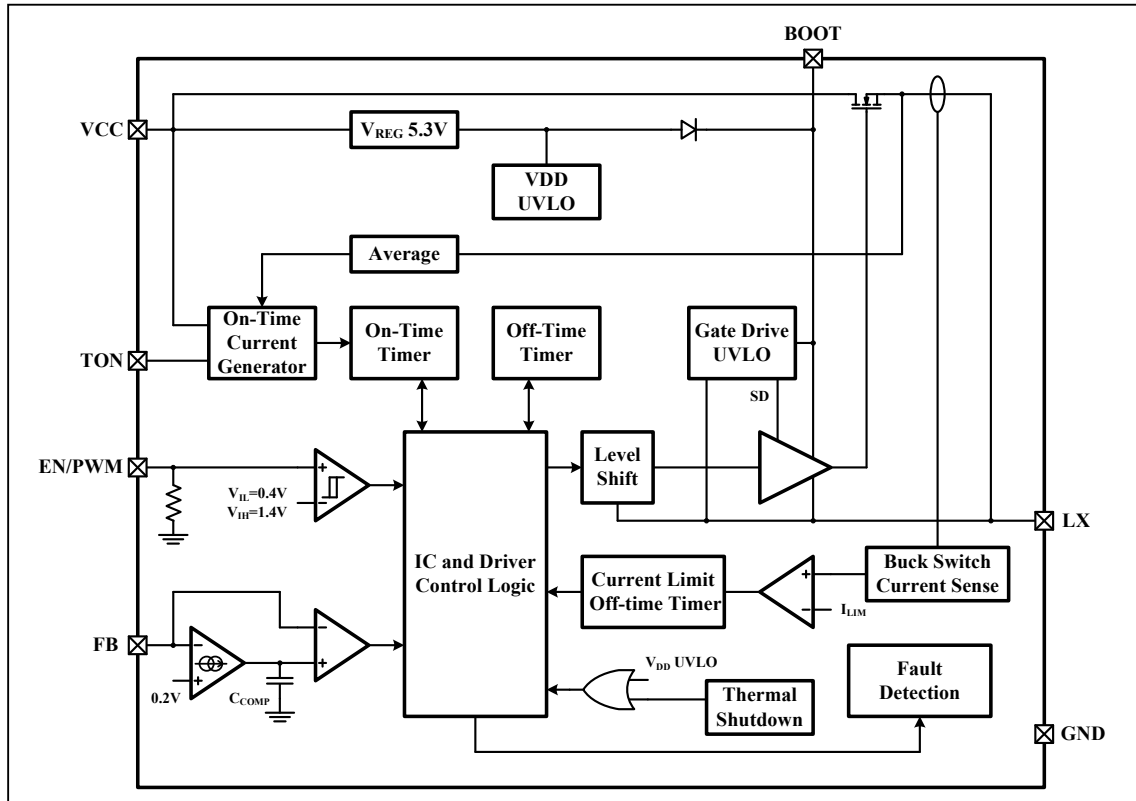 BOOT
VCC
VREG 5.3V
VDD
UVLO
Average
On-Time
Current
Generator
On-Time
Timer
Off-Time
Timer
Gate Drive
UVLO
TON
SD
EN/PWM
+
−
VIL=0.4V
VIH=1.4V
Level
Shift
LX
IC and Driver
Control Logic
Current Limit
Off-time Timer
+
−
ILIM
Buck Switch
Current Sense
FB
−
+
0.2V
−
+
CCOMP
VDD UVLO
Thermal
Shutdown
Fault
Detection
GND